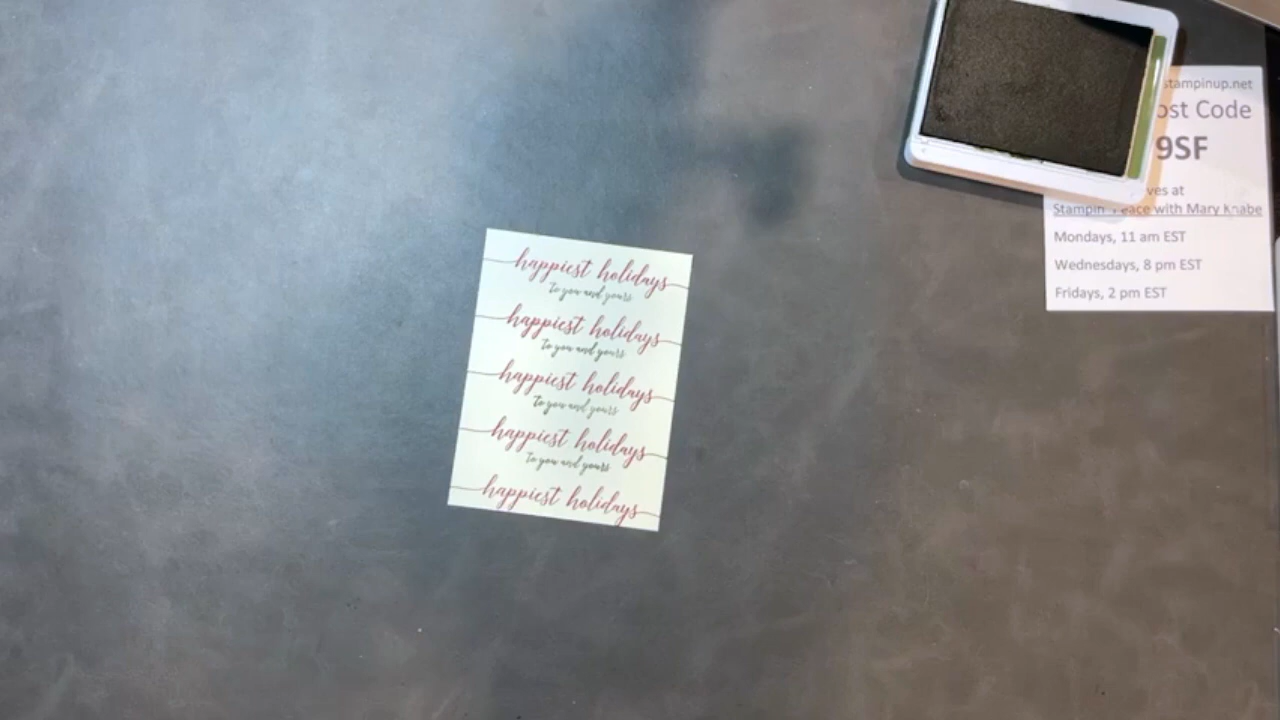 happiest holidays
to you and yours
happiest holidays
to you and yours
happiest holidays
to you and yours
happiest holidays
to you and yours
happiest holidays
stampinup.net
ost Code
9SF
ves at
Stampin' Peace with Mary Knabe
Mondays, 11 am EST
Wednesdays, 8 pm EST
Fridays, 2 pm EST